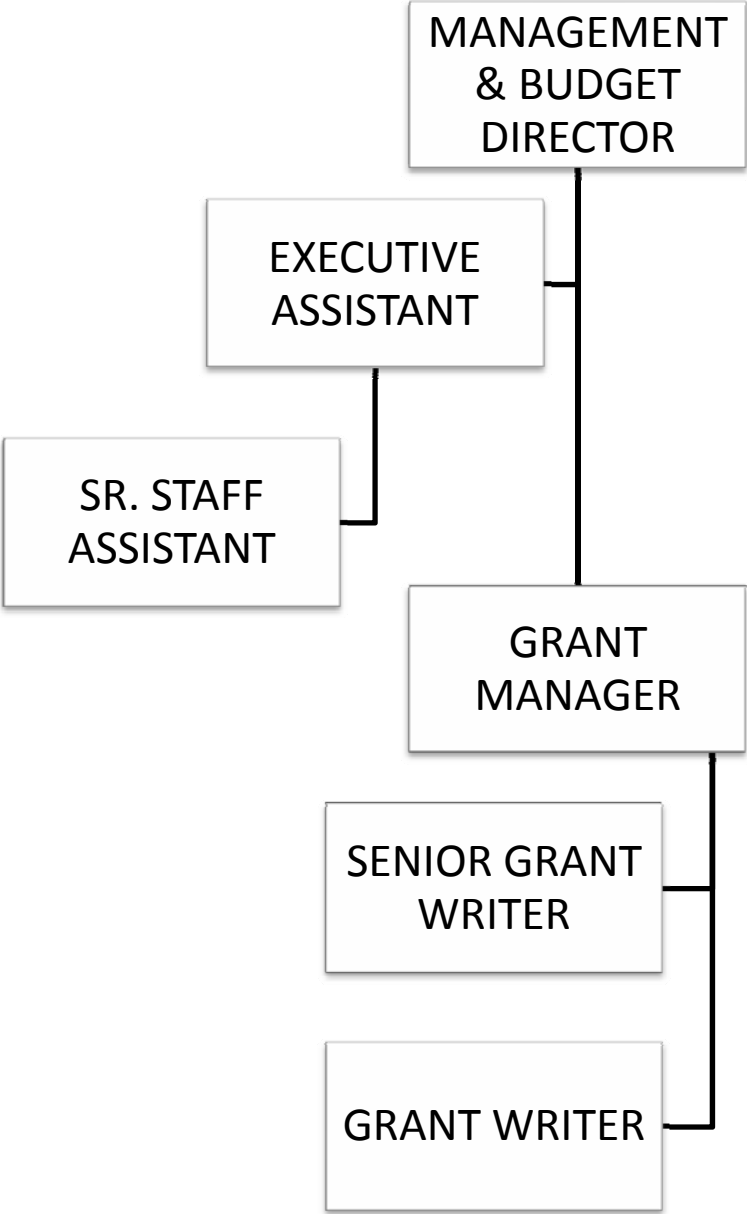 MANAGEMENT
& BUDGET
DIRECTOR
EXECUTIVE
ASSISTANT
SR. STAFF
ASSISTANT
GRANT
MANAGER
SENIOR GRANT
WRITER
GRANT WRITER